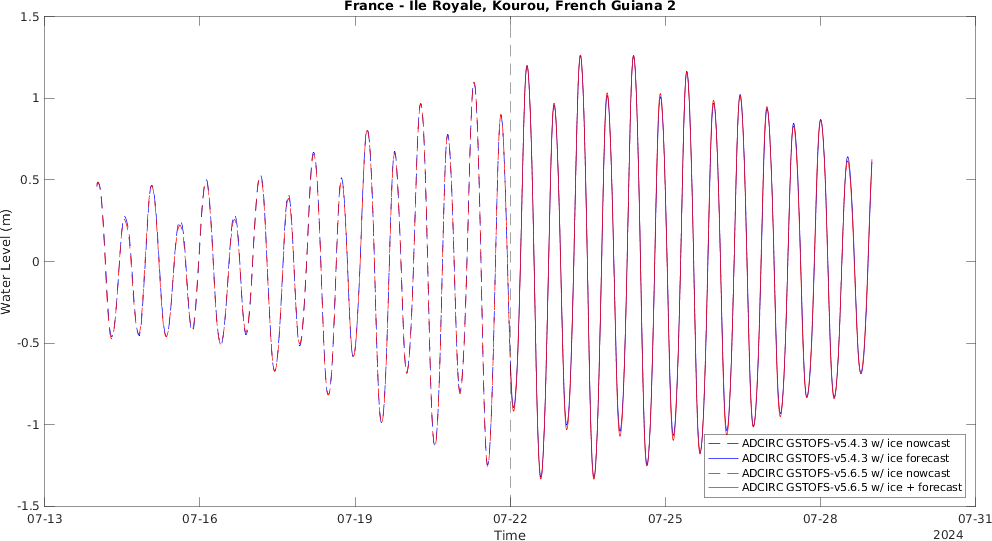 France - Ile Royale, Kourou, French Guiana 2
1.5
1
0.5
0
-0.5
-1
-1.5
Water Level (m)
07-13
07-16
07-19
07-22
07-25
07-28
07-31
Time
2024
ADCIRC GSTOFS-v5.4.3 w/ ice nowcast
ADCIRC GSTOFS-v5.4.3 w/ ice forecast
ADCIRC GSTOFS-v5.6.5 w/ ice nowcast
ADCIRC GSTOFS-v5.6.5 w/ ice + forecast